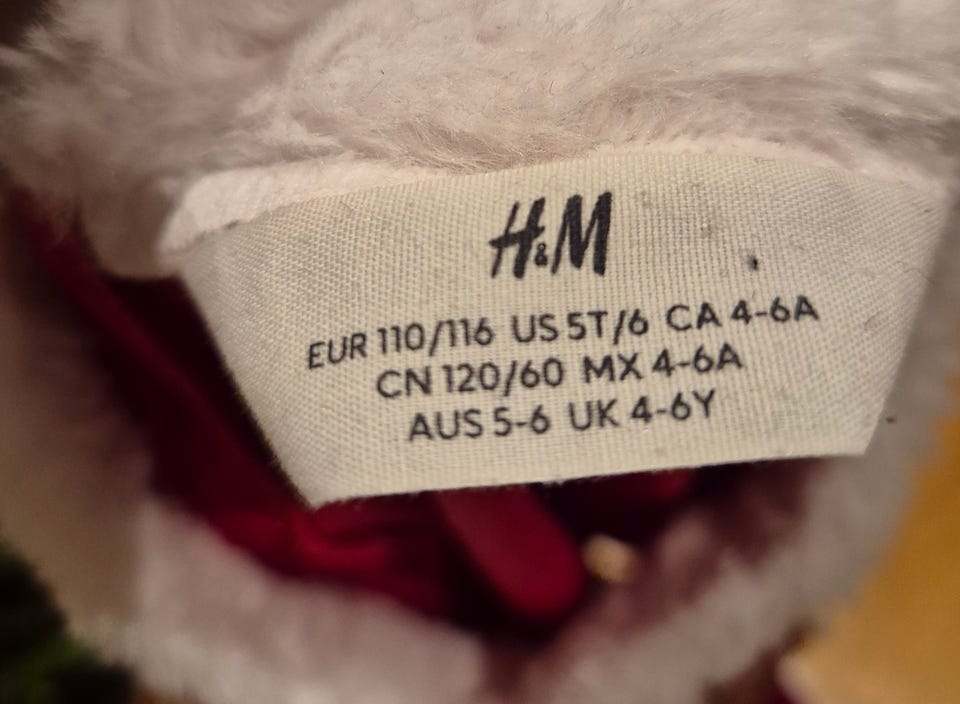 H&M
EUR 110/116 US 5T/6 CA 4-6A
CN 120/60 MX 4-6A
AUS 5-6 UK 4-6Y